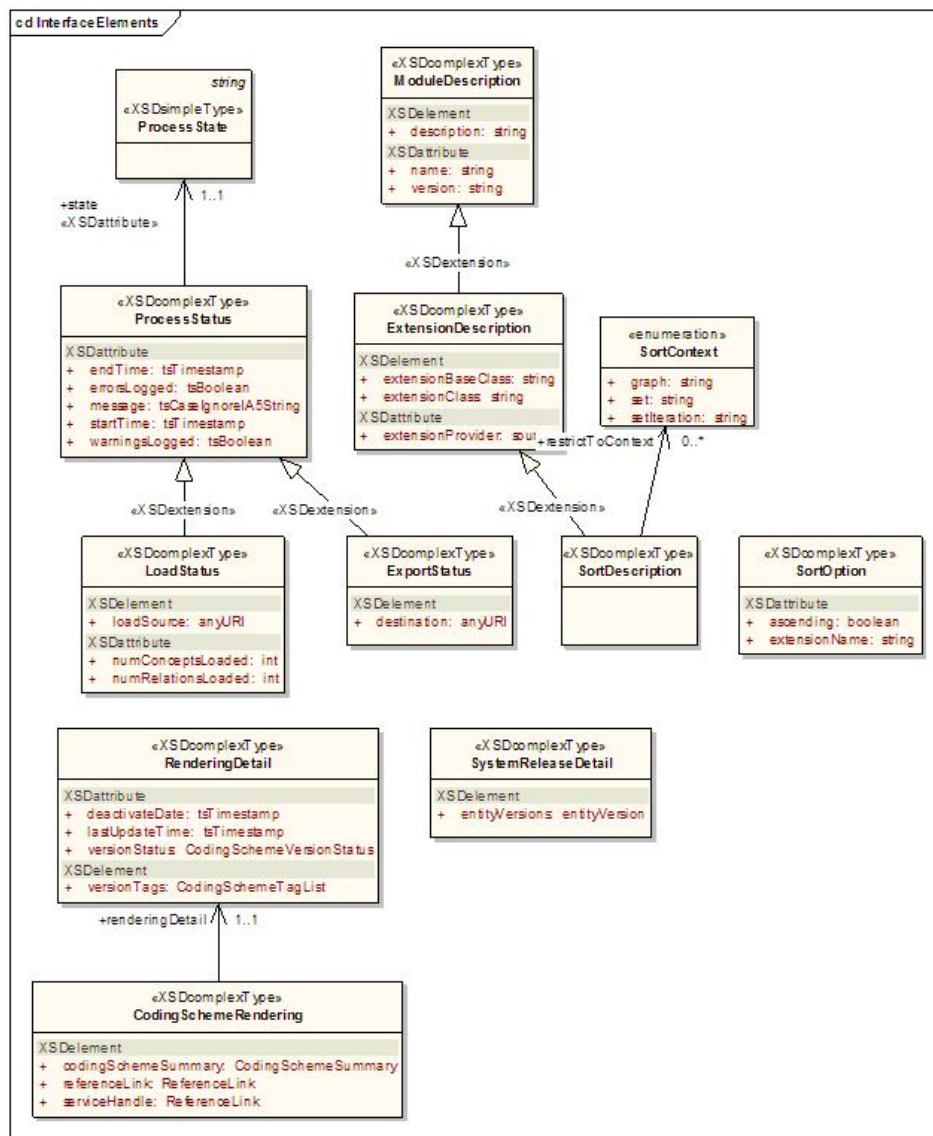 cd InterfaceElements
string
«XSDsimpleType»
ProcessState
+state
«XSDattribute»
1..1
«XSDcomplexType»
ModuleDescription
XSDelement
+ description: string
XSDattribute
+ name: string
+ version: string
«XSDextension»
«XSDcomplexType»
ProcessStatus
XSDattribute
+ endTime: tsTimestamp
+ errorsLogged: tsBoolean
+ message: tsCaseIgnoreIA5String
+ startTime: tsTimestamp
+ warningsLogged: tsBoolean
«XSDcomplexType»
ExtensionDescription
XSDelement
+ extensionBaseClass: string
+ extensionClass: string
XSDattribute
+ extensionProvider: sour
«enumeration»
SortContext
+ graph: string
+ set: string
+ setIteration: string
+restrictToContext 0..*
«XSDextension»
«XSDextension»
«XSDextension»
«XSDcomplexType»
LoadStatus
XSDelement
+ loadSource: anyURI
XSDattribute
+ numConceptsLoaded: int
+ numRelationsLoaded: int
«XSDcomplexType»
ExportStatus
XSDelement
+ destination: anyURI
«XSDcomplexType»
SortDescription
«XSDcomplexType»
SortOption
XSDattribute
+ ascending: boolean
+ extensionName: string
«XSDcomplexType»
RenderingDetail
XSDattribute
+ deactivateDate: tsTimestamp
+ lastUpdateTime: tsTimestamp
+ versionStatus: CodingSchemeVersionStatus
XSDelement
+ versionTags: CodingSchemeTagList
«XSDcomplexType»
SystemReleaseDetail
XSDelement
+ entityVersions: entityVersion
+renderingDetail 1..1
«XSDcomplexType»
CodingSchemeRendering
XSDelement
+ codingSchemeSummary: CodingSchemeSummary
+ referenceLink: ReferenceLink
+ serviceHandle: ReferenceLink